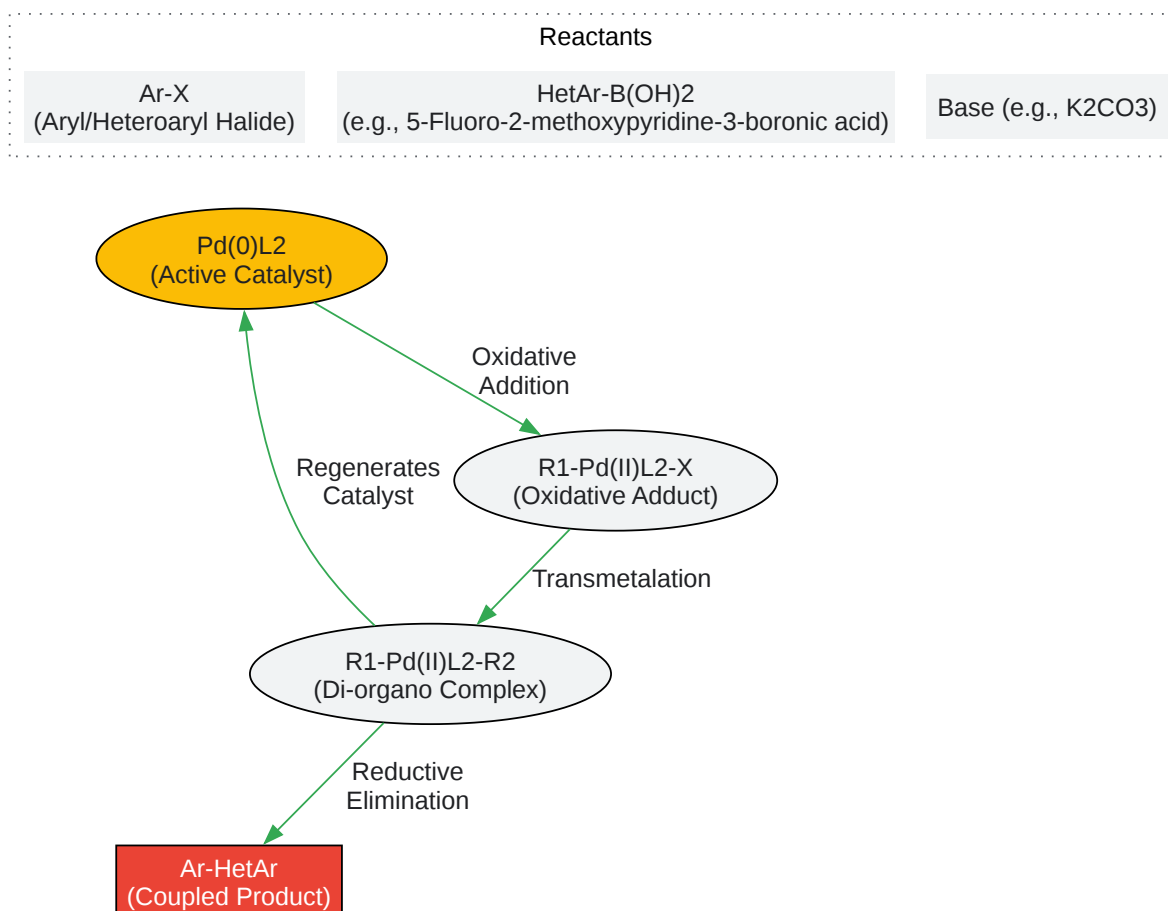 Reactants
Ar-X
(Aryl/Heteroaryl Halide)
HetAr-B(OH)2
(e.g., 5-Fluoro-2-methoxypyridine-3-boronic acid)
Base (e.g., K2CO3)
Pd(0)L2
(Active Catalyst)
Oxidative
Addition
Regenerates
Catalyst
R1-Pd(II)L2-X
(Oxidative Adduct)
Transmetalation
R1-Pd(II)L2-R2
(Di-organo Complex)
Reductive
Elimination
Ar-HetAr
(Coupled Product)